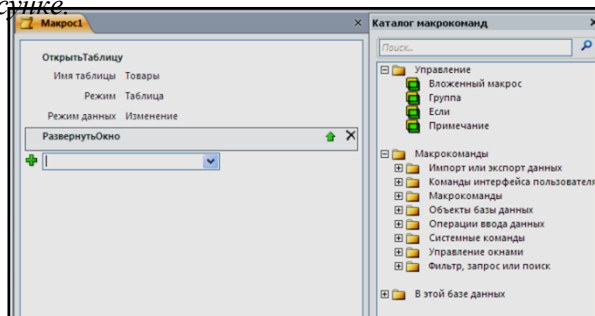 сунке.
Макрос1
ОткрытьТаблицу
Имя таблицы Товары
Режим Таблица
Режим данных Изменение
РазвернутьОкно
Каталог макрокоманд
Поиск...
Управление
Вложенный макрос
Группа
Если
Примечание
Макрокоманды
Импорт или экспорт данных
Команды интерфейса пользователя
Макрокоманды
Объекты базы данных
Операции ввода данных
Системные команды
Управление окнами
Фильтр, запрос или поиск
В этой базе данных